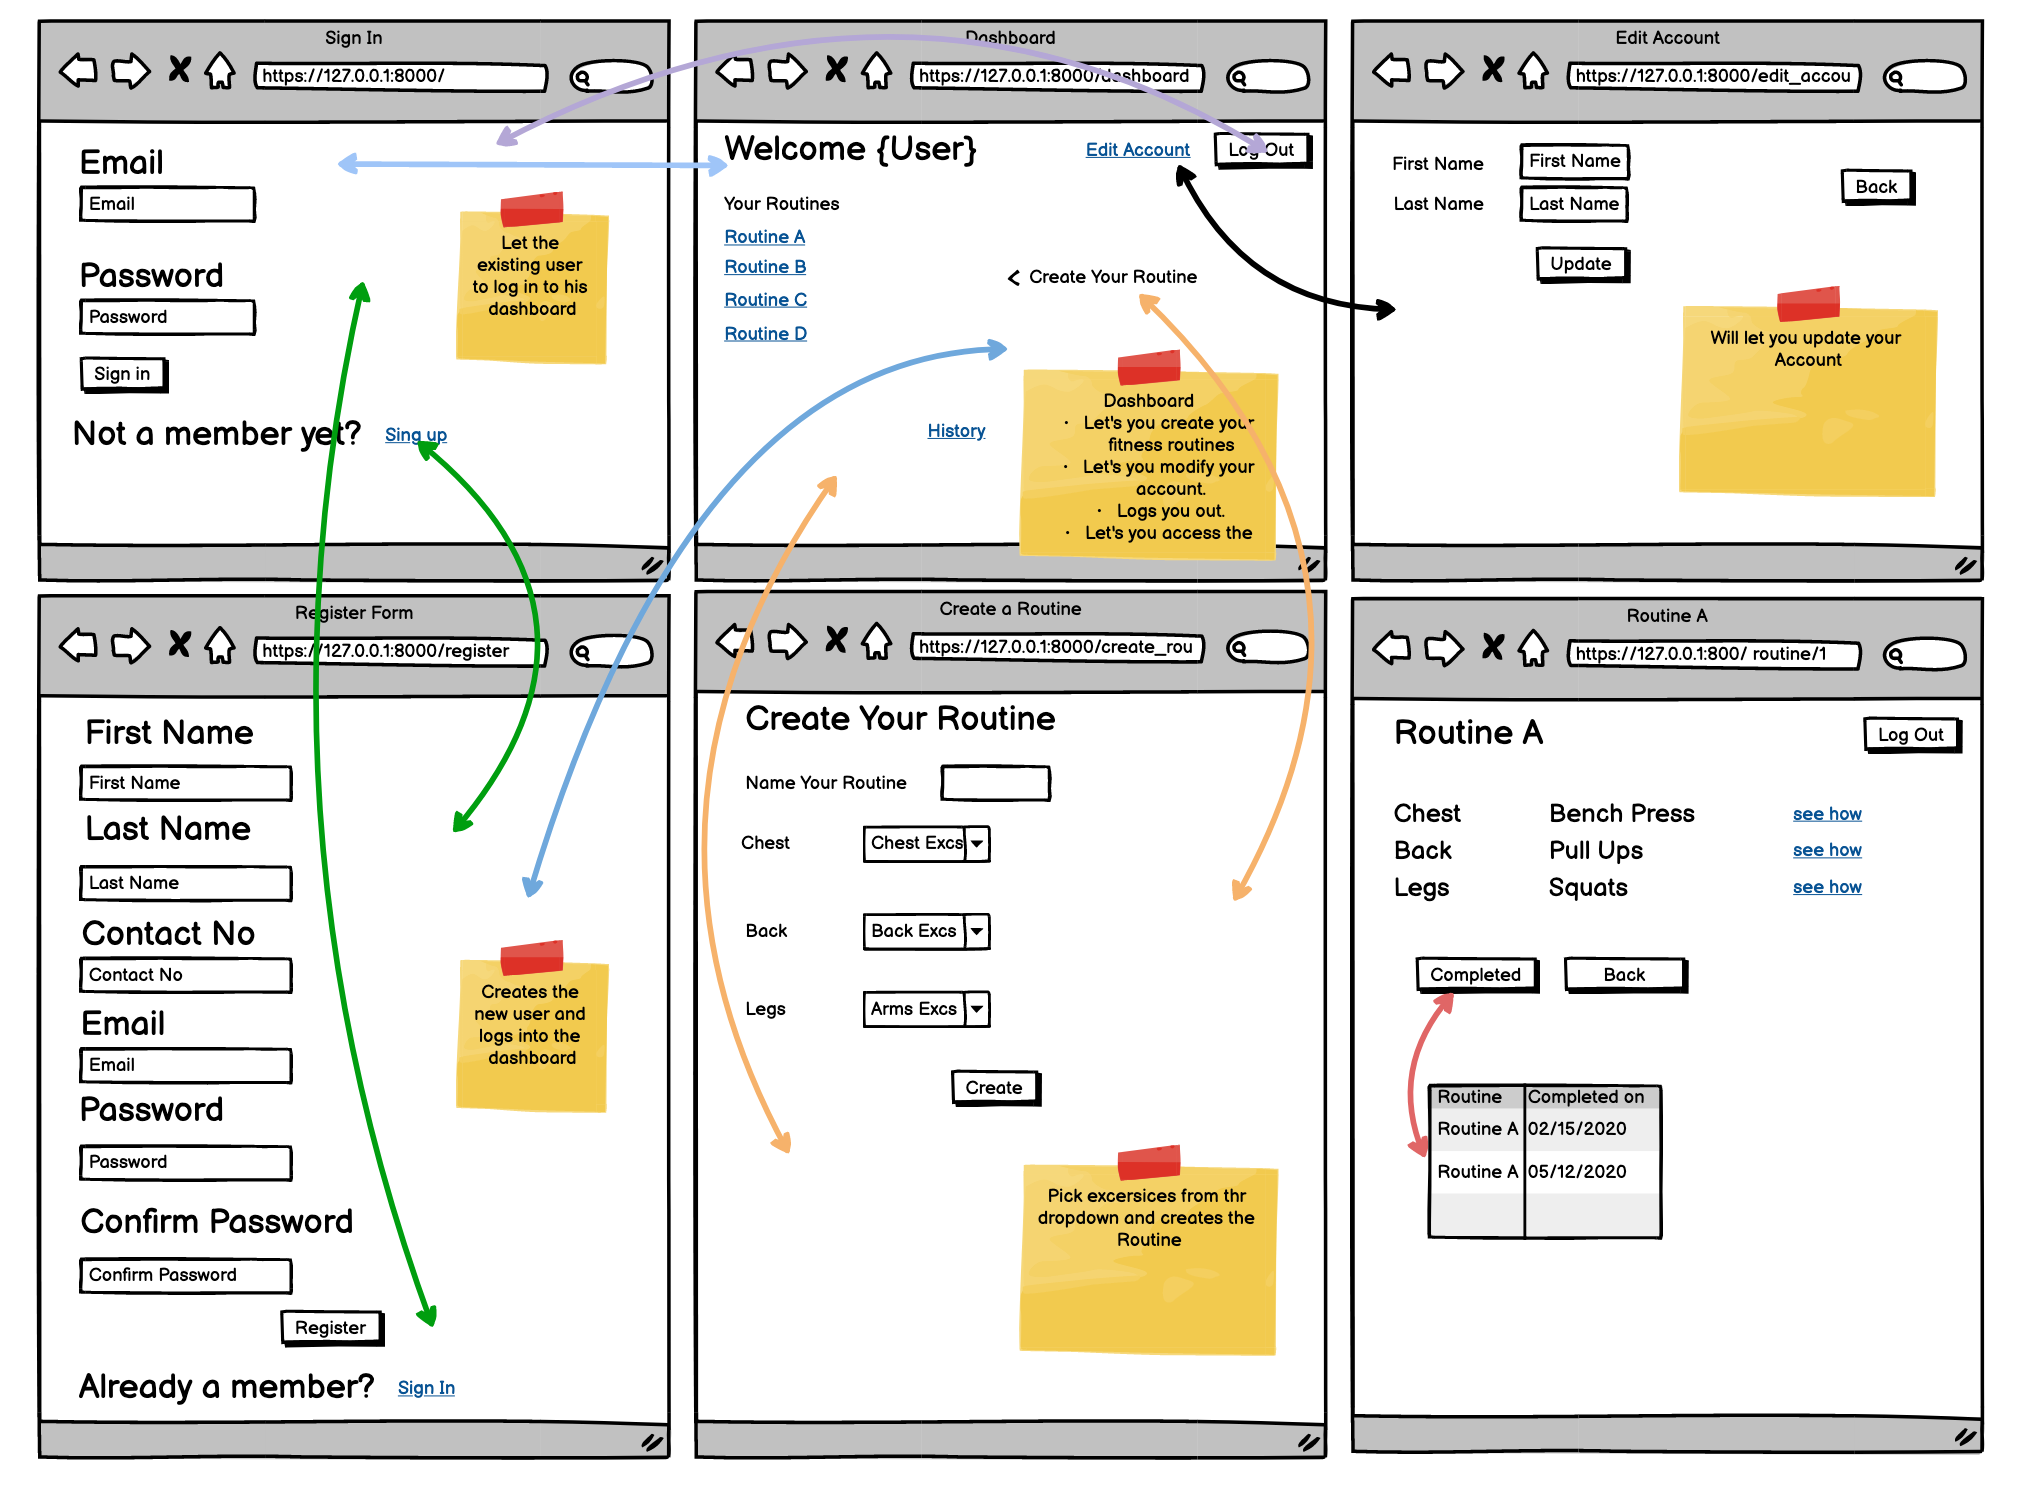 Sign In
https://127.0.0.1:8000/
Email
Email
Password
Password
Sign in
Not a member yet? Sing up
Let the
existing user
to log in to his
dashboard
Dashboard
https://127.0.0.1:8000/dashboard
Welcome {User}
Edit Account
Log Out
Your Routines
Routine A
Routine B
Routine C
Routine D
< Create Your Routine
History
Dashboard
· Let's you create your
fitness routines
· Let's you modify your
account.
· Logs you out.
· Let's you access the
Edit Account
https://127.0.0.1:8000/edit_accou
First Name First Name
Last Name Last Name
Back
Update
Will let you update your
Account
Register Form
https://127.0.0.1:8000/register
First Name
First Name
Last Name
Last Name
Contact No
Contact No
Email
Email
Password
Password
Confirm Password
Confirm Password
Register
Already a member? Sign In
Creates the
new user and
logs into the
dashboard
Create a Routine
https://127.0.0.1:8000/create_rou
Create Your Routine
Name Your Routine
Chest Chest Excs
Back Back Excs
Legs Arms Excs
Create
Pick excersices from thr
dropdown and creates the
Routine
Routine A
https://127.0.0.1:800/ routine/1
Routine A
Log Out
Chest Bench Press see how
Back Pull Ups see how
Legs Squats see how
Completed Back
Routine Completed on
Routine A 02/15/2020
Routine A 05/12/2020